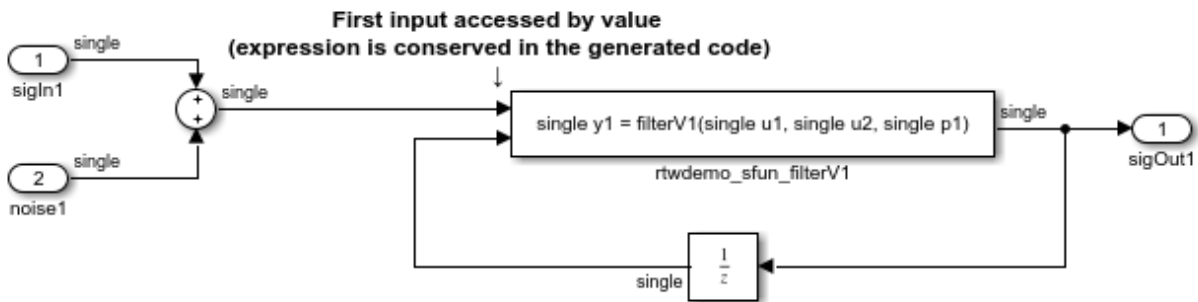 First input accessed by value
(expression is conserved in the generated code)
↓
single
1
sigIn1
+
+
single
single
2
noise1
single y1 = filterV1(single u1, single u2, single p1)
rtwdemo_sfun_filterV1
single
1
sigOut1
single
1
z